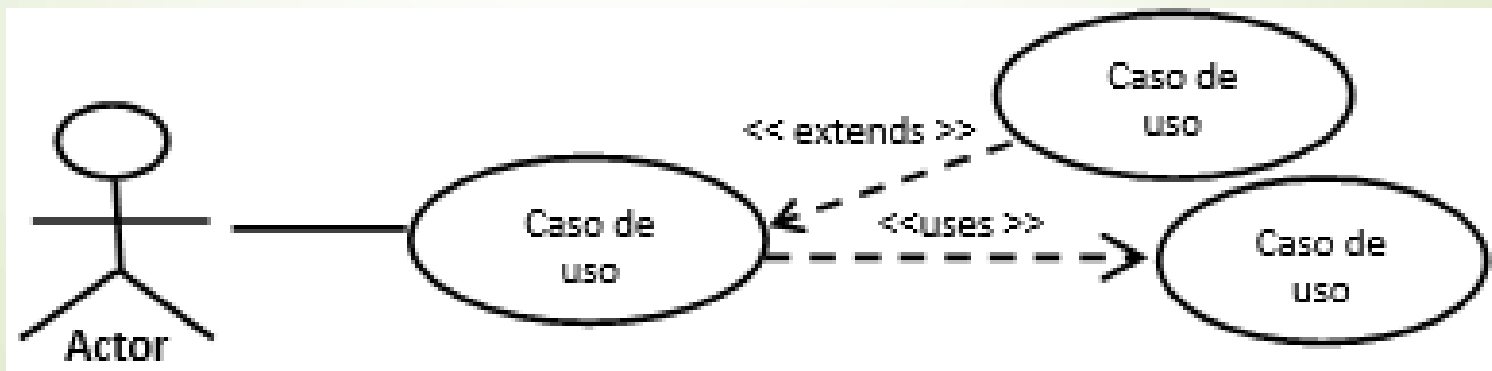 Caso de
uso
<< extends >>
Caso de
uso
<<uses >>
Caso de
uso
Actor